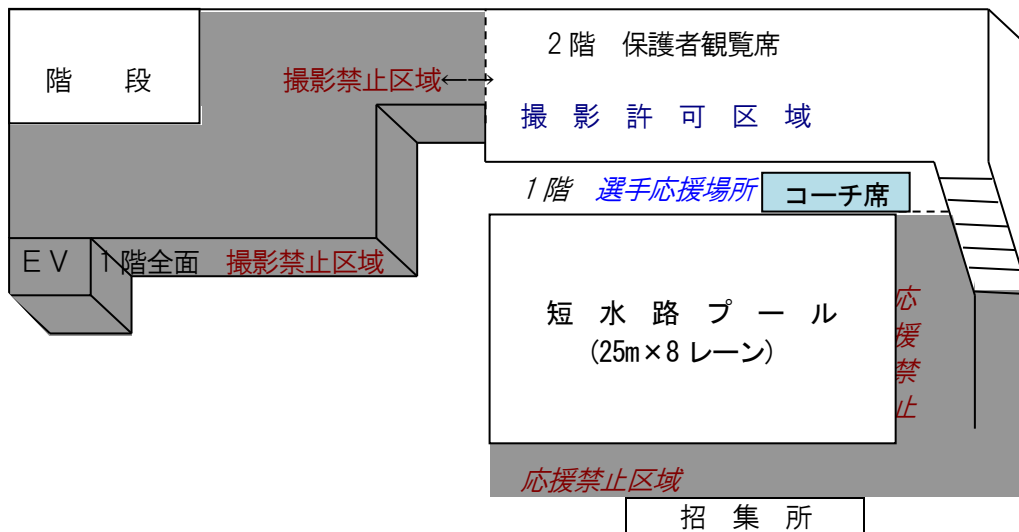 2階 保護者観覧席
階 段
撮影禁止区域←→
撮 影 許 可 区 域
1階 選手応援場所
コーチ席
EV
1階全面 撮影禁止区域
短 水 路 プ ー ル
(25m×8レーン)
応援禁止
応援禁止区域
招 集 所